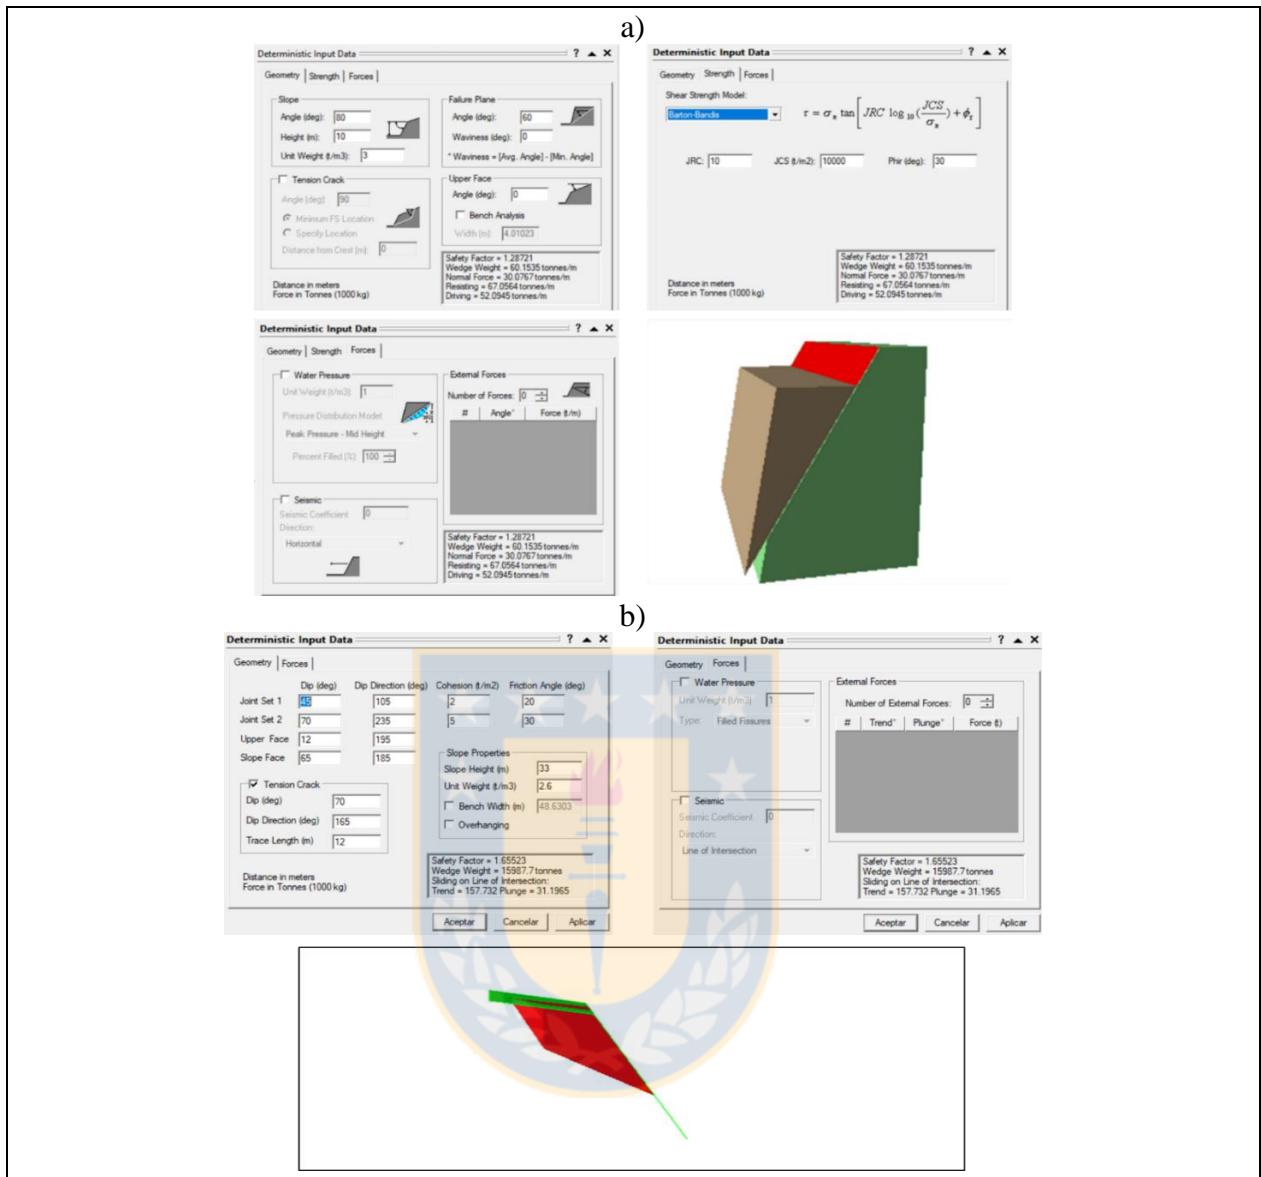 a)
Deterministic Input Data ? ▲ ✕
Geometry | Strength | Forces |
Slope
Angle (deg): 80
Height (m): 10
Unit Weight (t/m3): 3
Tension Crack
Angle (deg): 90
Minimum FS Location
Specify Location
Distance from Crest (m): 0
Distance in meters
Force in Tonnes (1000 kg)
Failure Plane
Angle (deg): 60
Waviness (deg): 0
* Waviness = [Avg. Angle] - [Min. Angle]
Upper Face
Angle (deg): 0
Bench Analysis
Width (m): 4.01023
Safety Factor = 1.28721
Wedge Weight = 60.1535 tonnes/m
Normal Force = 30.0767 tonnes/m
Resisting = 67.0564 tonnes/m
Driving = 52.0945 tonnes/m
Deterministic Input Data ? ▲ ✕
Geometry | Strength | Forces |
Shear Strength Model:
Barton-Bandis
τ = σₙ tan[JRC log₁₀(JCS/σₙ) + ϕᵣ]
JRC: 10 JCS (t/m2): 10000 Phir (deg): 30
Distance in meters
Force in Tonnes (1000 kg)
Safety Factor = 1.28721
Wedge Weight = 60.1535 tonnes/m
Normal Force = 30.0767 tonnes/m
Resisting = 67.0564 tonnes/m
Driving = 52.0945 tonnes/m
Deterministic Input Data ? ▲ ✕
Geometry | Strength | Forces |
Water Pressure
Unit Weight (t/m3): 1
Pressure Distribution Model:
Peak Pressure - Mid Height
Percent Filled (%): 100
Seismic
Seismic Coefficient 0
Direction:
Horizontal
External Forces
Number of Forces: 0
# Angle° Force (t/m)
Safety Factor = 1.28721
Wedge Weight = 60.1535 tonnes/m
Normal Force = 30.0767 tonnes/m
Resisting = 67.0564 tonnes/m
Driving = 52.0945 tonnes/m
b)
Deterministic Input Data ? ▲ ✕
Geometry | Forces |
Dip (deg) Dip Direction (deg) Cohesion (t/m2) Friction Angle (deg)
Joint Set 1 45 105 2 20
Joint Set 2 70 235 5 30
Upper Face 12 195
Slope Face 65 185
Tension Crack
Dip (deg) 70
Dip Direction (deg) 165
Trace Length (m) 12
Distance in meters
Force in Tonnes (1000 kg)
Slope Properties
Slope Height (m) 33
Unit Weight (t/m3) 2.6
Bench Width (m) 48.6303
Overhanging
Safety Factor = 1.65523
Wedge Weight = 15987.7 tonnes
Sliding on Line of Intersection:
Trend = 157.732 Plunge = 31.1965
Aceptar Cancelar Aplicar
Deterministic Input Data ? ▲ ✕
Geometry Forces |
Water Pressure
Unit Weight (t/m3) 1
Type: Filled Fissures
Seismic
Seismic Coefficient 0
Direction:
Line of Intersection
External Forces
Number of External Forces: 0
# Trend° Plunge° Force (t)
Safety Factor = 1.65523
Wedge Weight = 15987.7 tonnes
Sliding on Line of Intersection:
Trend = 157.732 Plunge = 31.1965
Aceptar Cancelar Aplicar